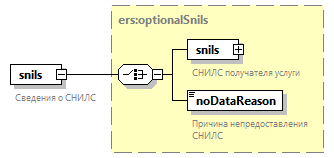 ers:optionalSnils
snils
СНИЛС получателя услуги
snils
Сведения о СНИЛС
noDataReason
Причина непредоставления
СНИЛС